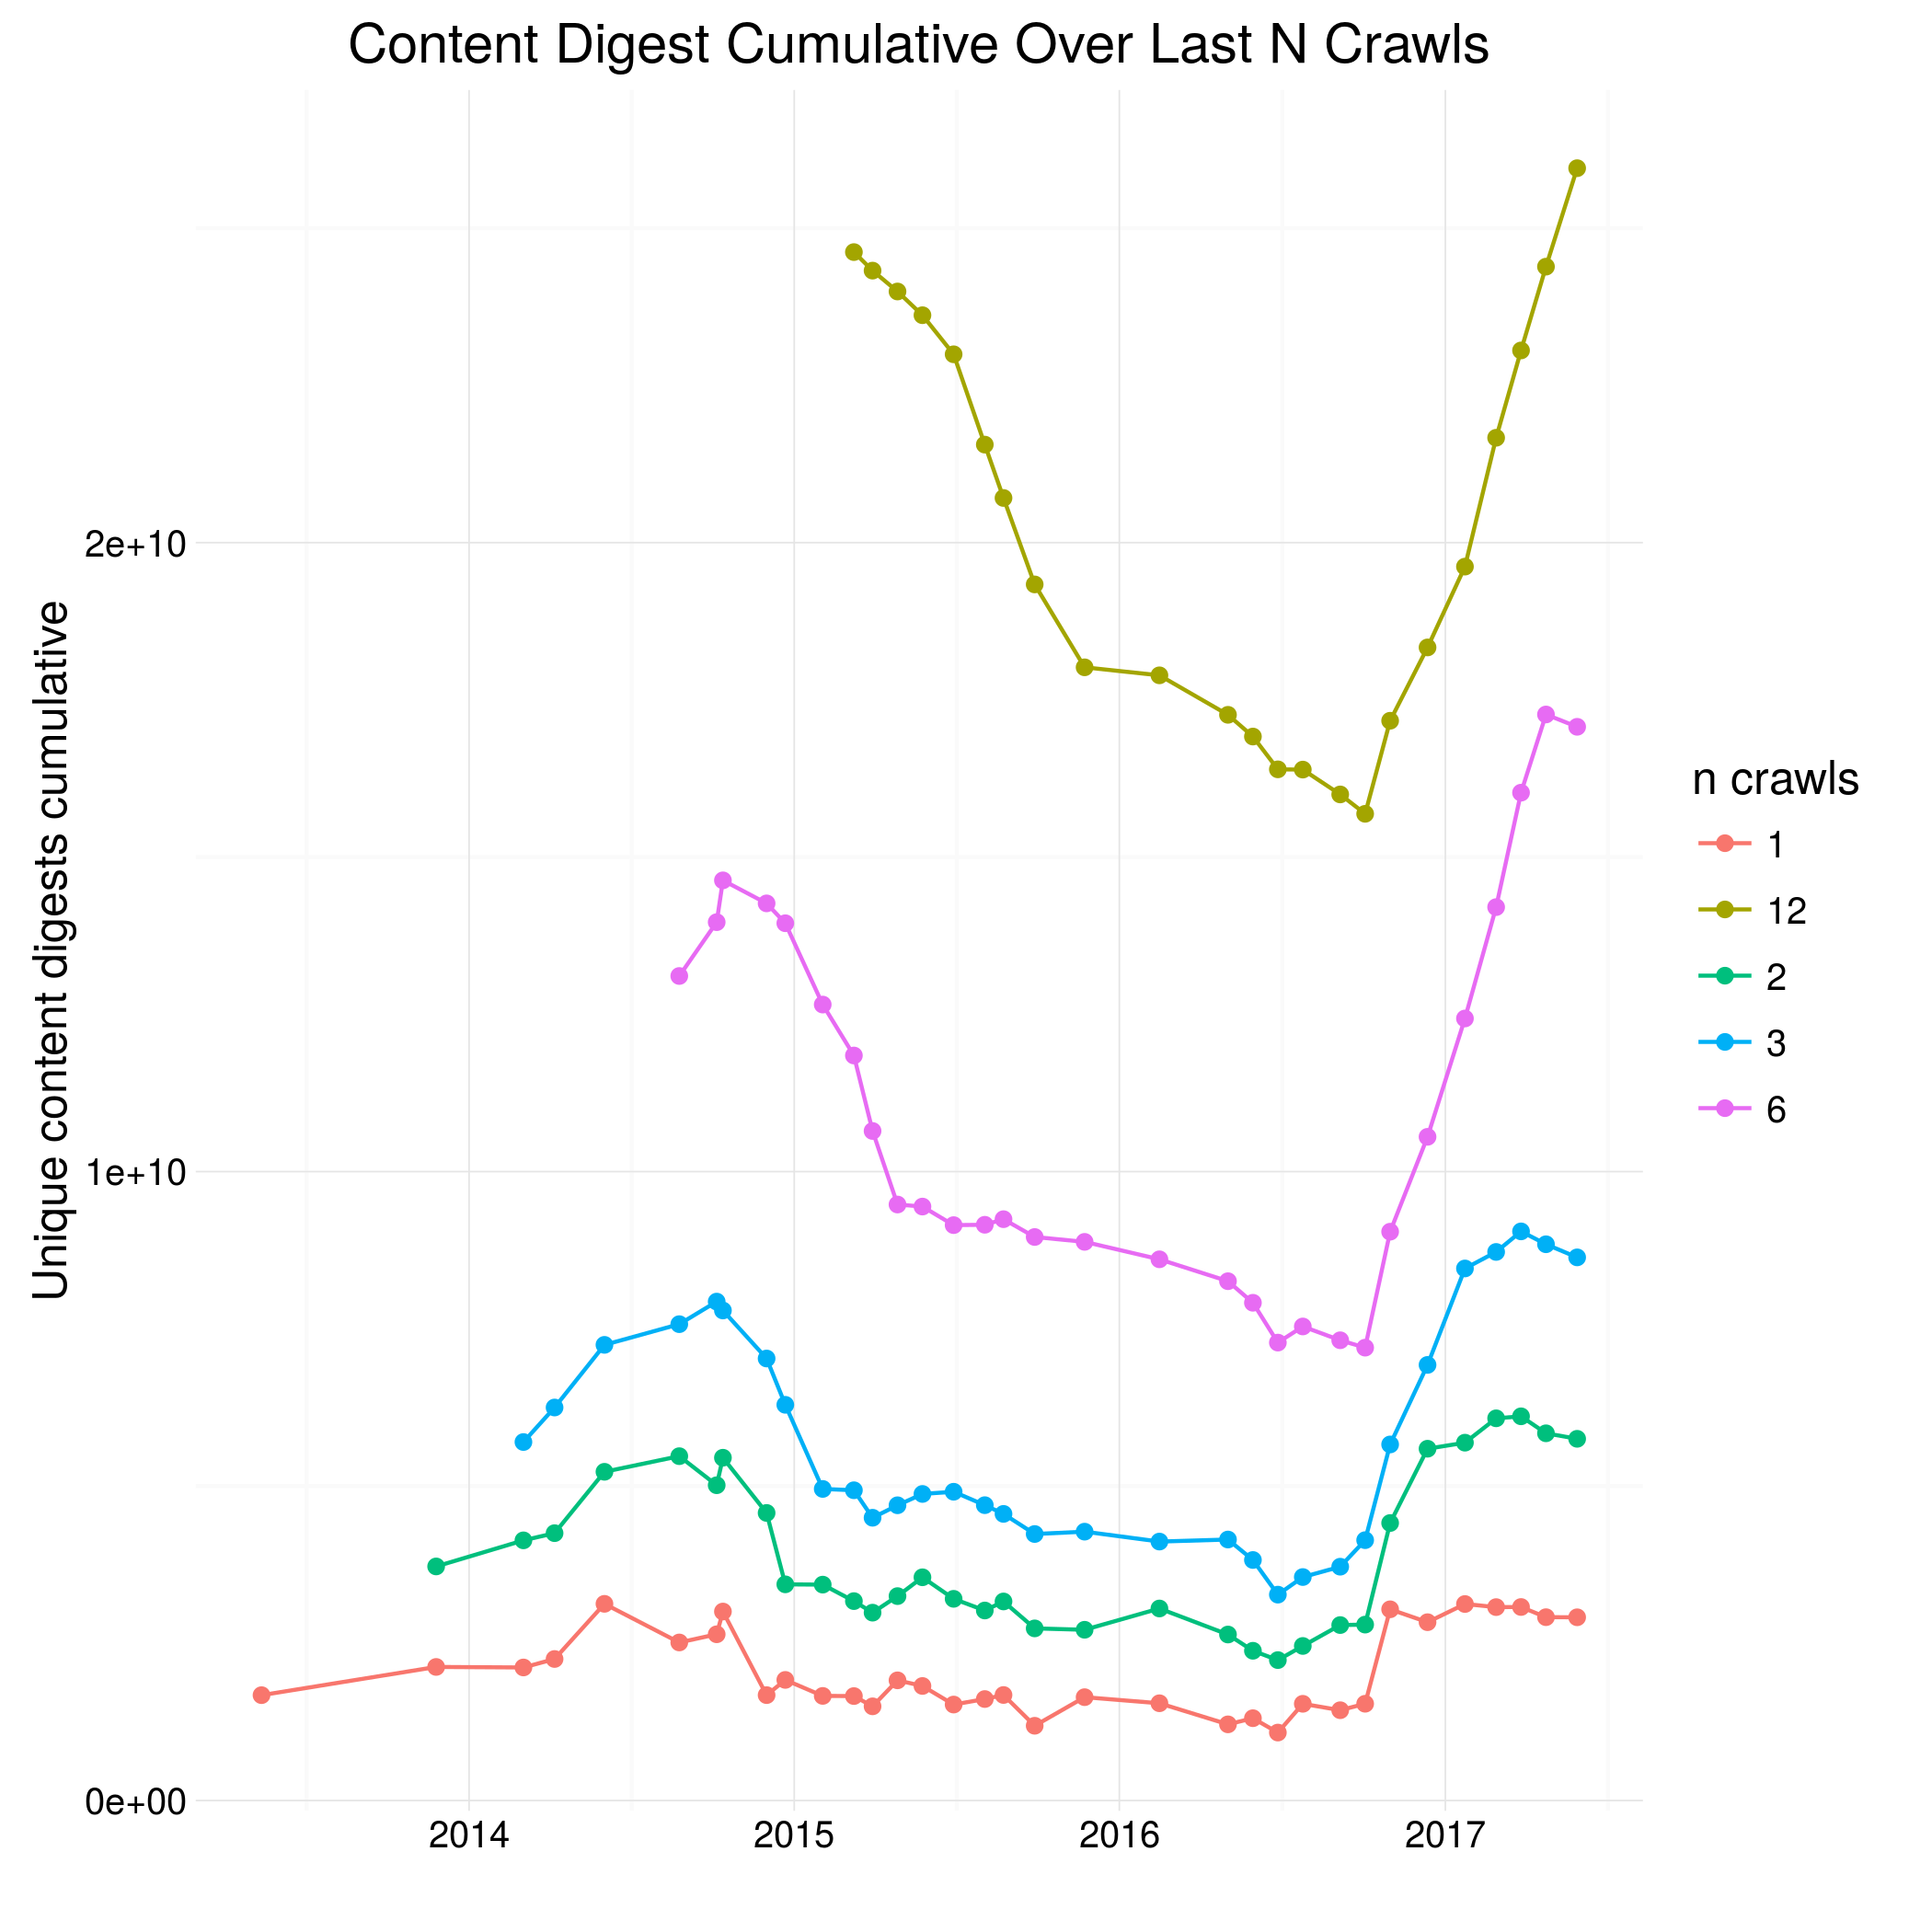 Content Digest Cumulative Over Last N Crawls
Unique content digests cumulative
2e+10
1e+10
0e+00
2014
2015
2016
2017
n crawls
1
12
2
3
6